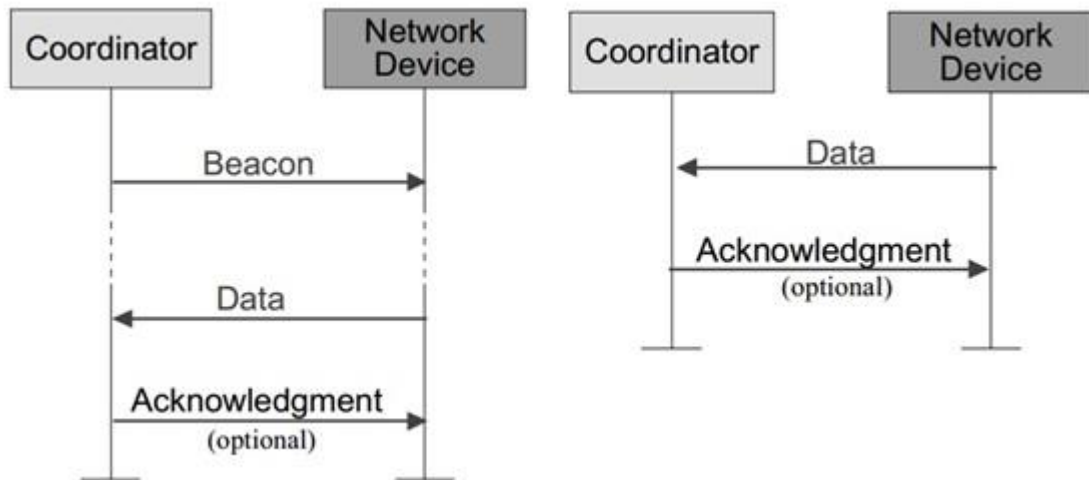 Coordinator
Network
Device
Beacon
Data
Acknowledgment
(optional)
Coordinator
Network
Device
Data
Acknowledgment
(optional)